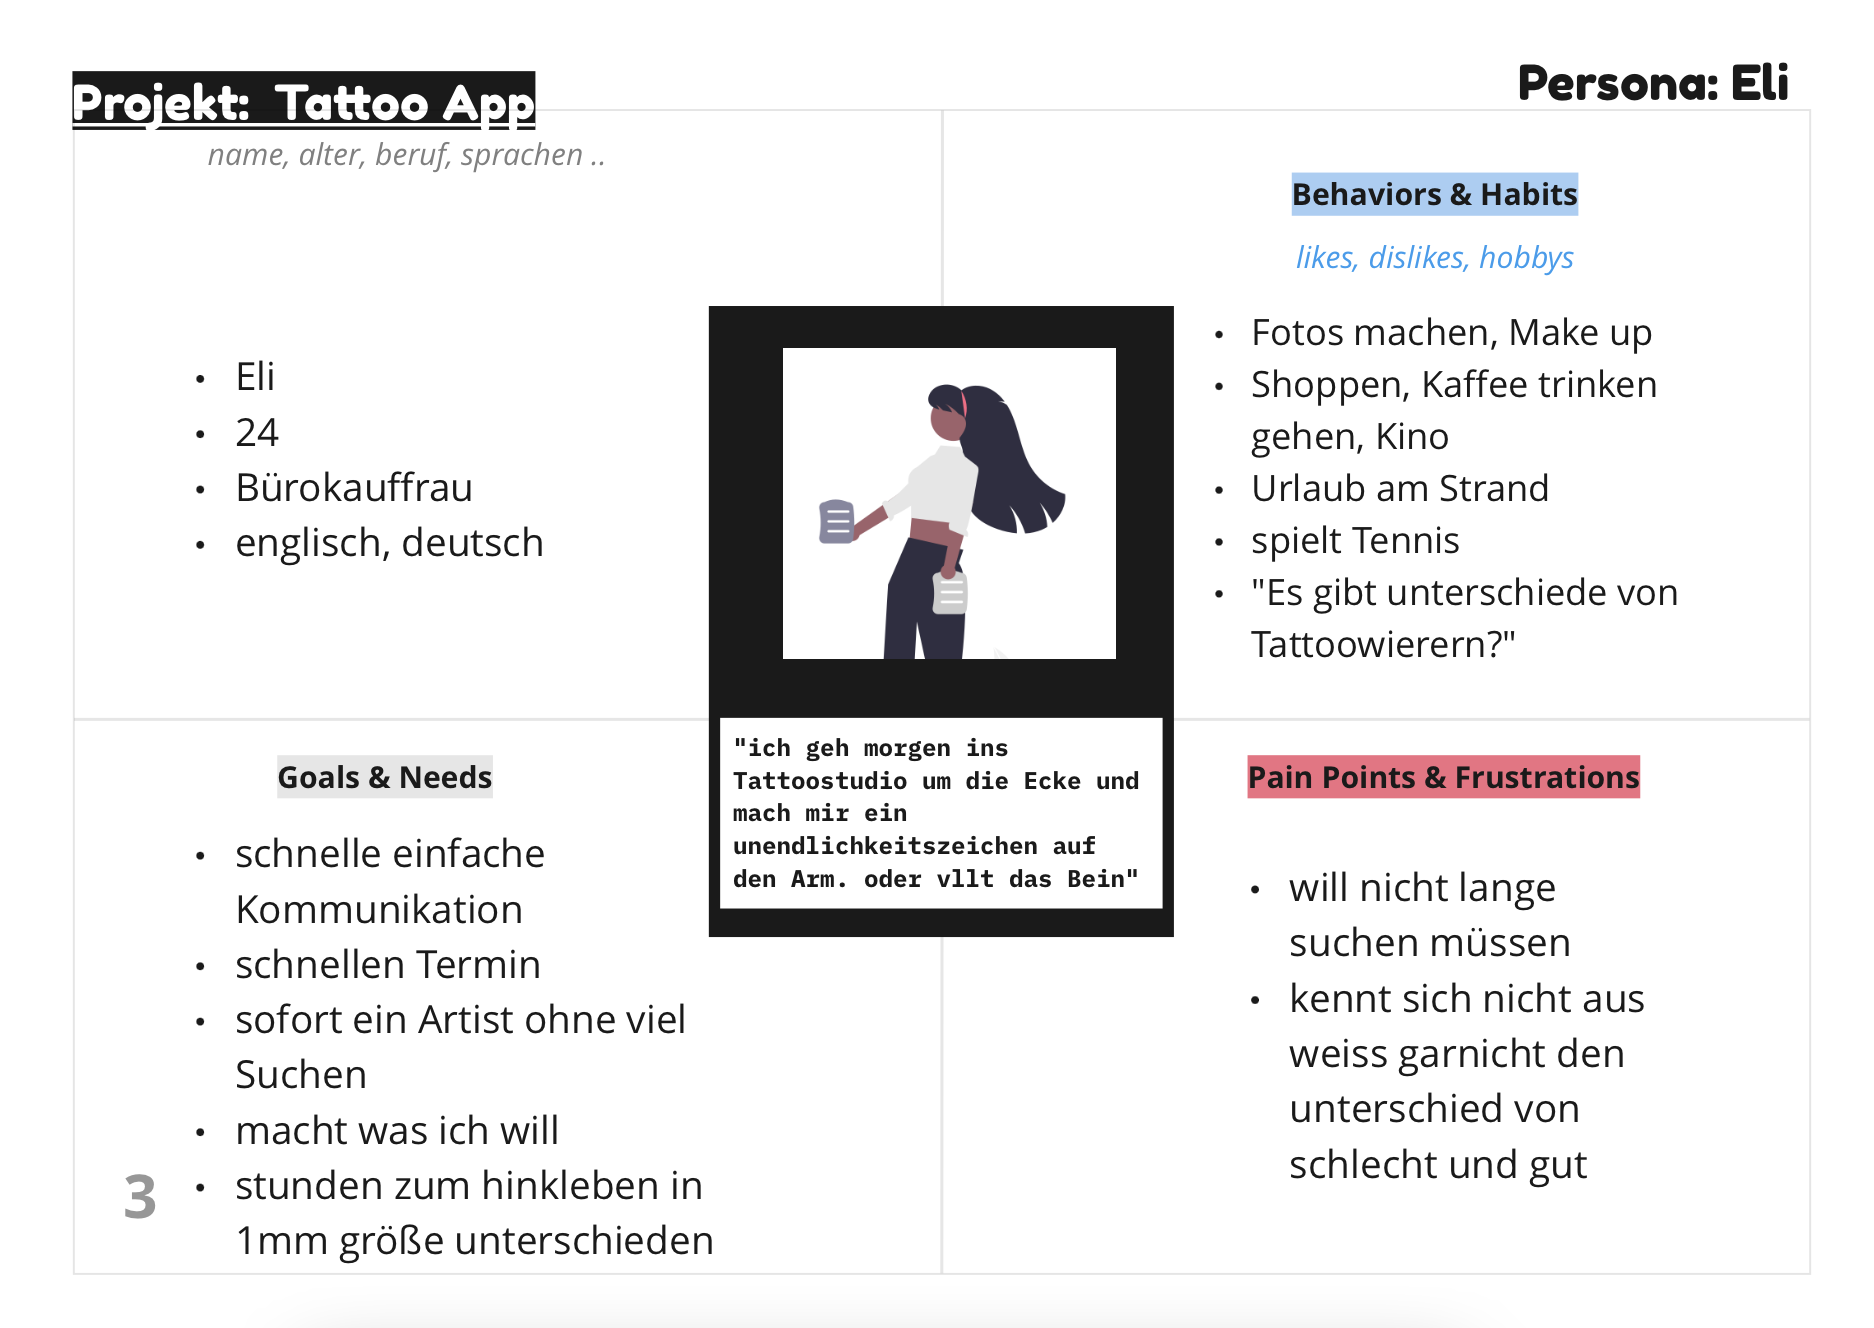 Projekt:  Tattoo App
Persona: Eli
name, alter, beruf, sprachen ..
• Eli
• 24
• Bürokauffrau
• englisch, deutsch
Behaviors & Habits
likes, dislikes, hobbys
• Fotos machen, Make up
• Shoppen, Kaffee trinken
gehen, Kino
• Urlaub am Strand
• spielt Tennis
• "Es gibt unterschiede von
Tattoowierern?"
"ich geh morgen ins
Tattoostudio um die Ecke und
mach mir ein
unendlichkeitszeichen auf
den Arm. oder vllt das Bein"
Goals & Needs
• schnelle einfache
Kommunikation
• schnellen Termin
• sofort ein Artist ohne viel
Suchen
• macht was ich will
• stunden zum hinkleben in
1mm größe unterschieden
3
Pain Points & Frustrations
• will nicht lange
suchen müssen
• kennt sich nicht aus
weiss garnicht den
unterschied von
schlecht und gut